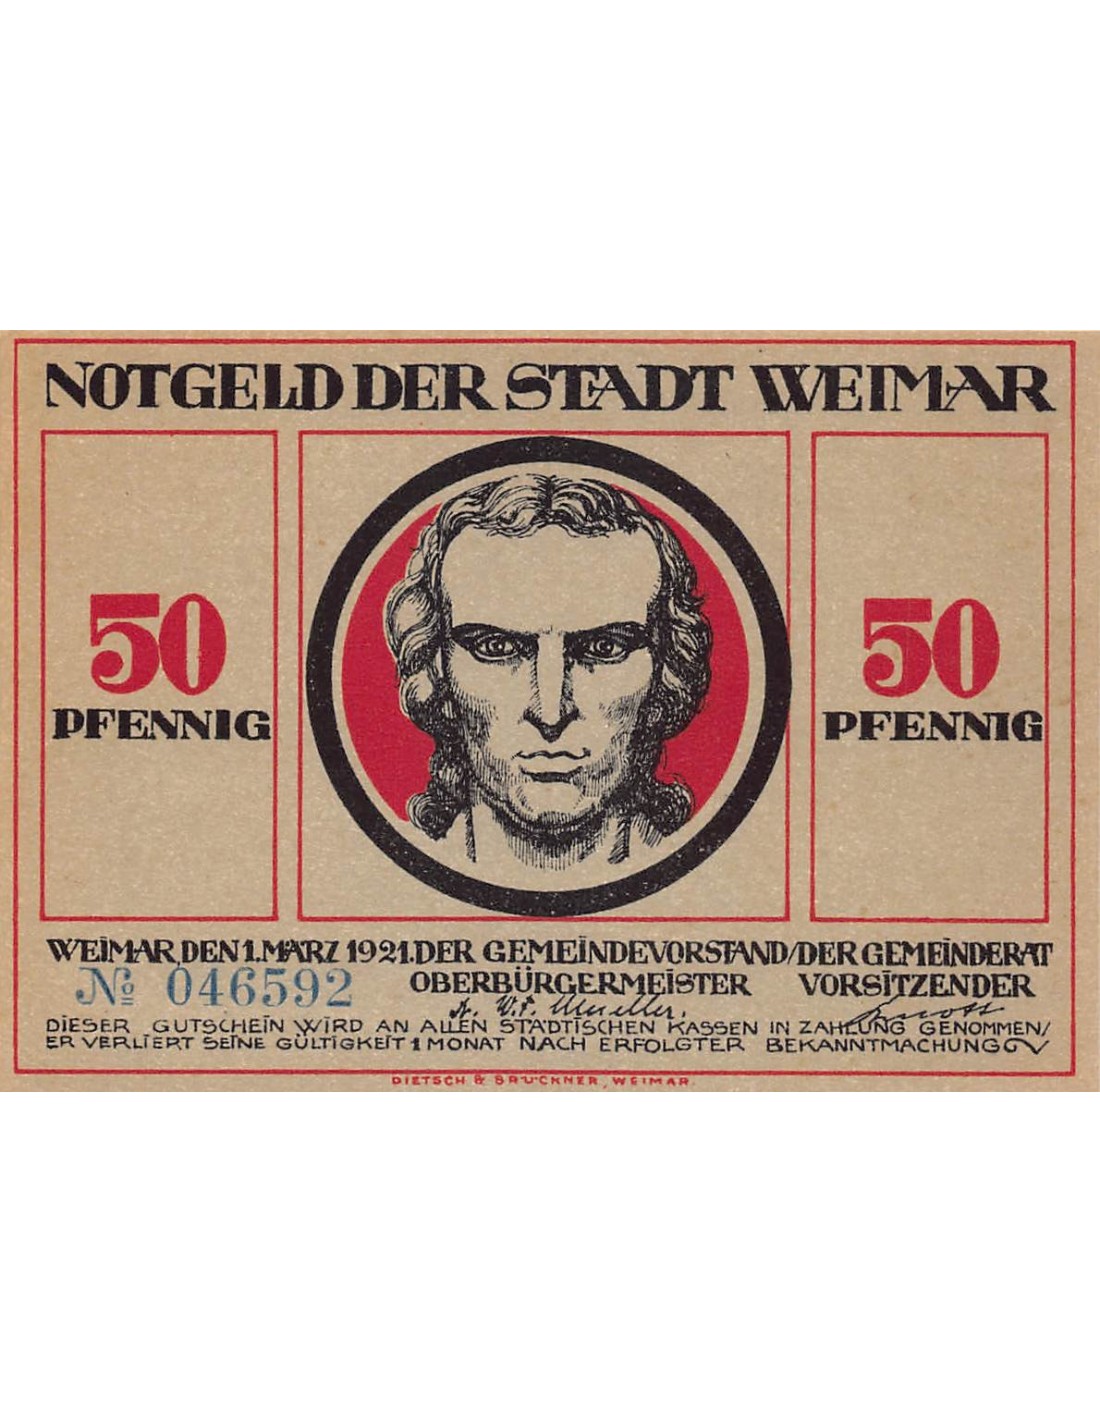 NOTGELD DER STADT WEIMAR
50
PFENNIG
50
PFENNIG
WEIMAR, DEN 1. MÄRZ 1921. DER GEMEINDEVORSTAND/DER GEMEINDERAT
No 046592 OBERBÜRGERMEISTER VORSITZENDER
DIESER GUTSCHEIN WIRD AN ALLEN STÄDTISCHEN KASSEN IN ZAHLUNG GENOMMEN/
ER VERLIERT SEINE GÜLTIGKEIT 1 MONAT NACH ERFOLGTER BEKANNTMACHUNG
DIETSCH & BRÜCKNER, WEIMAR.